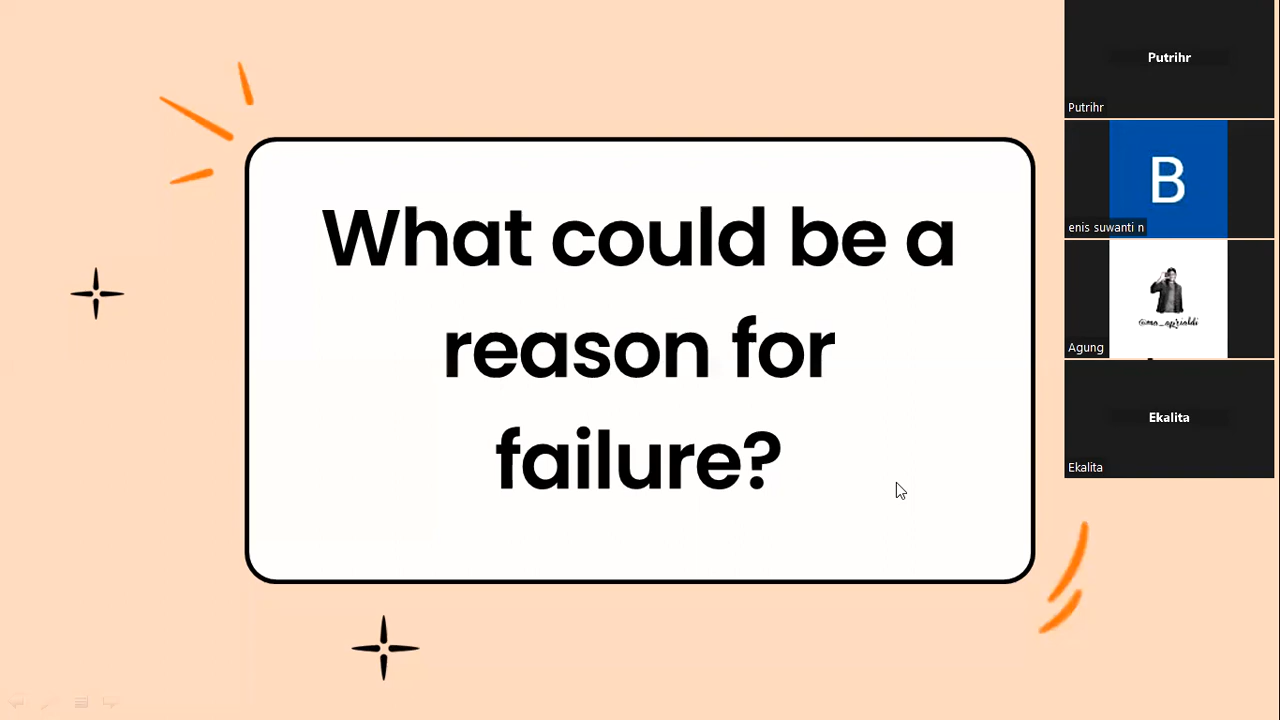 What could be a
reason for
failure?
Putrihr
Putrihr
B
enis suwanti n
Agung
Ekalita
Ekalita